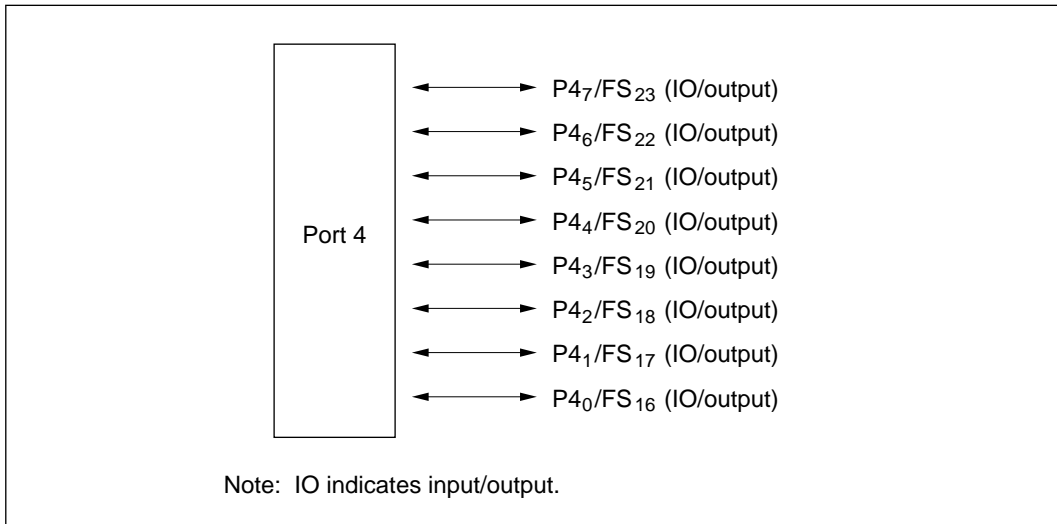 P4₇/FS₂₃ (IO/output)
P4₆/FS₂₂ (IO/output)
P4₅/FS₂₁ (IO/output)
P4₄/FS₂₀ (IO/output)
Port 4
P4₃/FS₁₉ (IO/output)
P4₂/FS₁₈ (IO/output)
P4₁/FS₁₇ (IO/output)
P4₀/FS₁₆ (IO/output)
Note: IO indicates input/output.